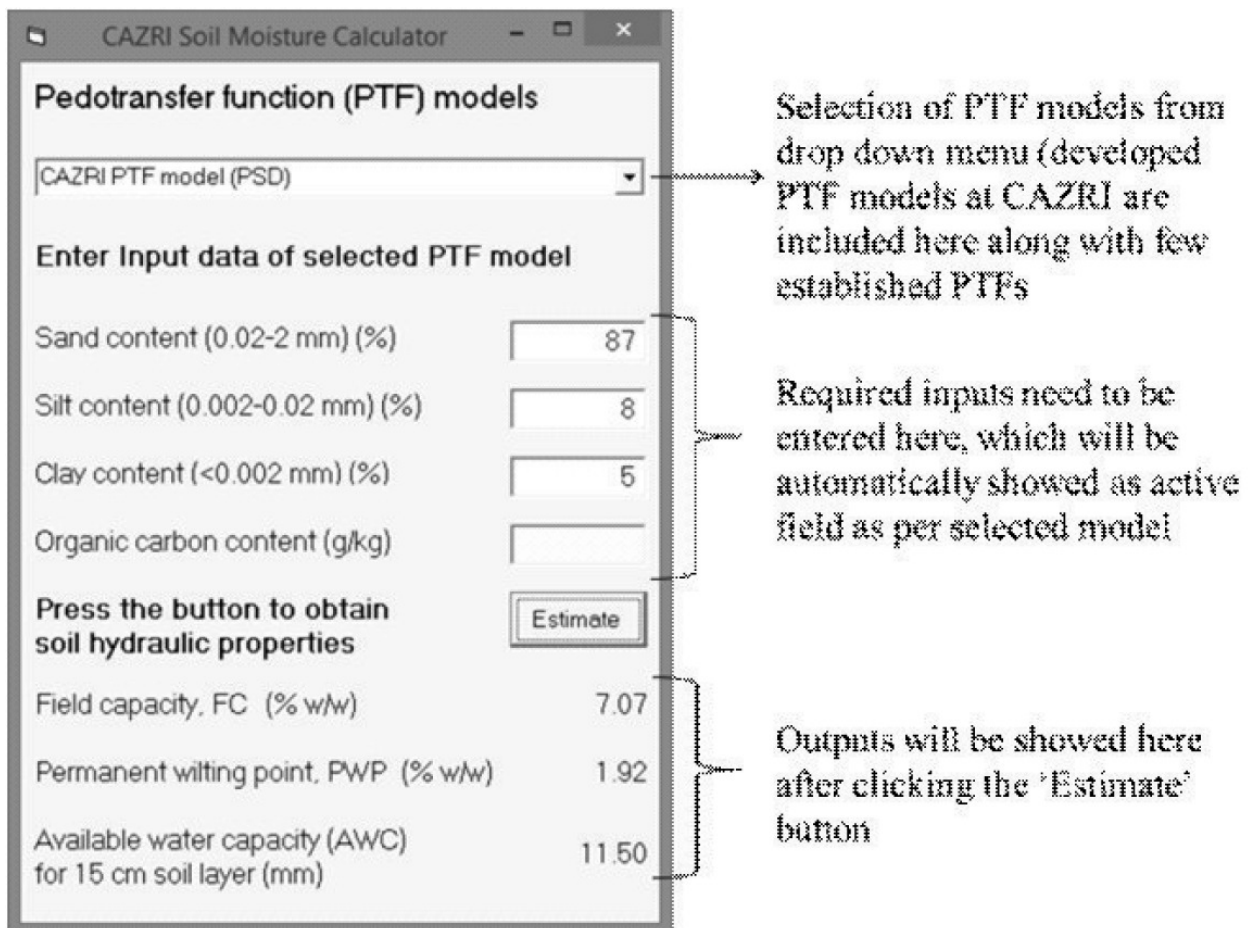 CAZRI Soil Moisture Calculator
Pedotransfer function (PTF) models
CAZRI PTF model (PSD)
Selection of PTF models from
drop down menu (developed
PTF models at CAZRI are
included here along with few
established PTFs
Enter Input data of selected PTF model
Sand content (0.02-2 mm) (%) 87
Silt content (0.002-0.02 mm) (%) 8
Clay content (<0.002 mm) (%) 5
Organic carbon content (g/kg)
Required inputs need to be
entered here, which will be
automatically showed as active
field as per selected model
Press the button to obtain
soil hydraulic properties
Estimate
Field capacity, FC (% w/w) 7.07
Permanent wilting point, PWP (% w/w) 1.92
Available water capacity (AWC)
for 15 cm soil layer (mm) 11.50
Outputs will be showed here
after clicking the ‘Estimate’
button